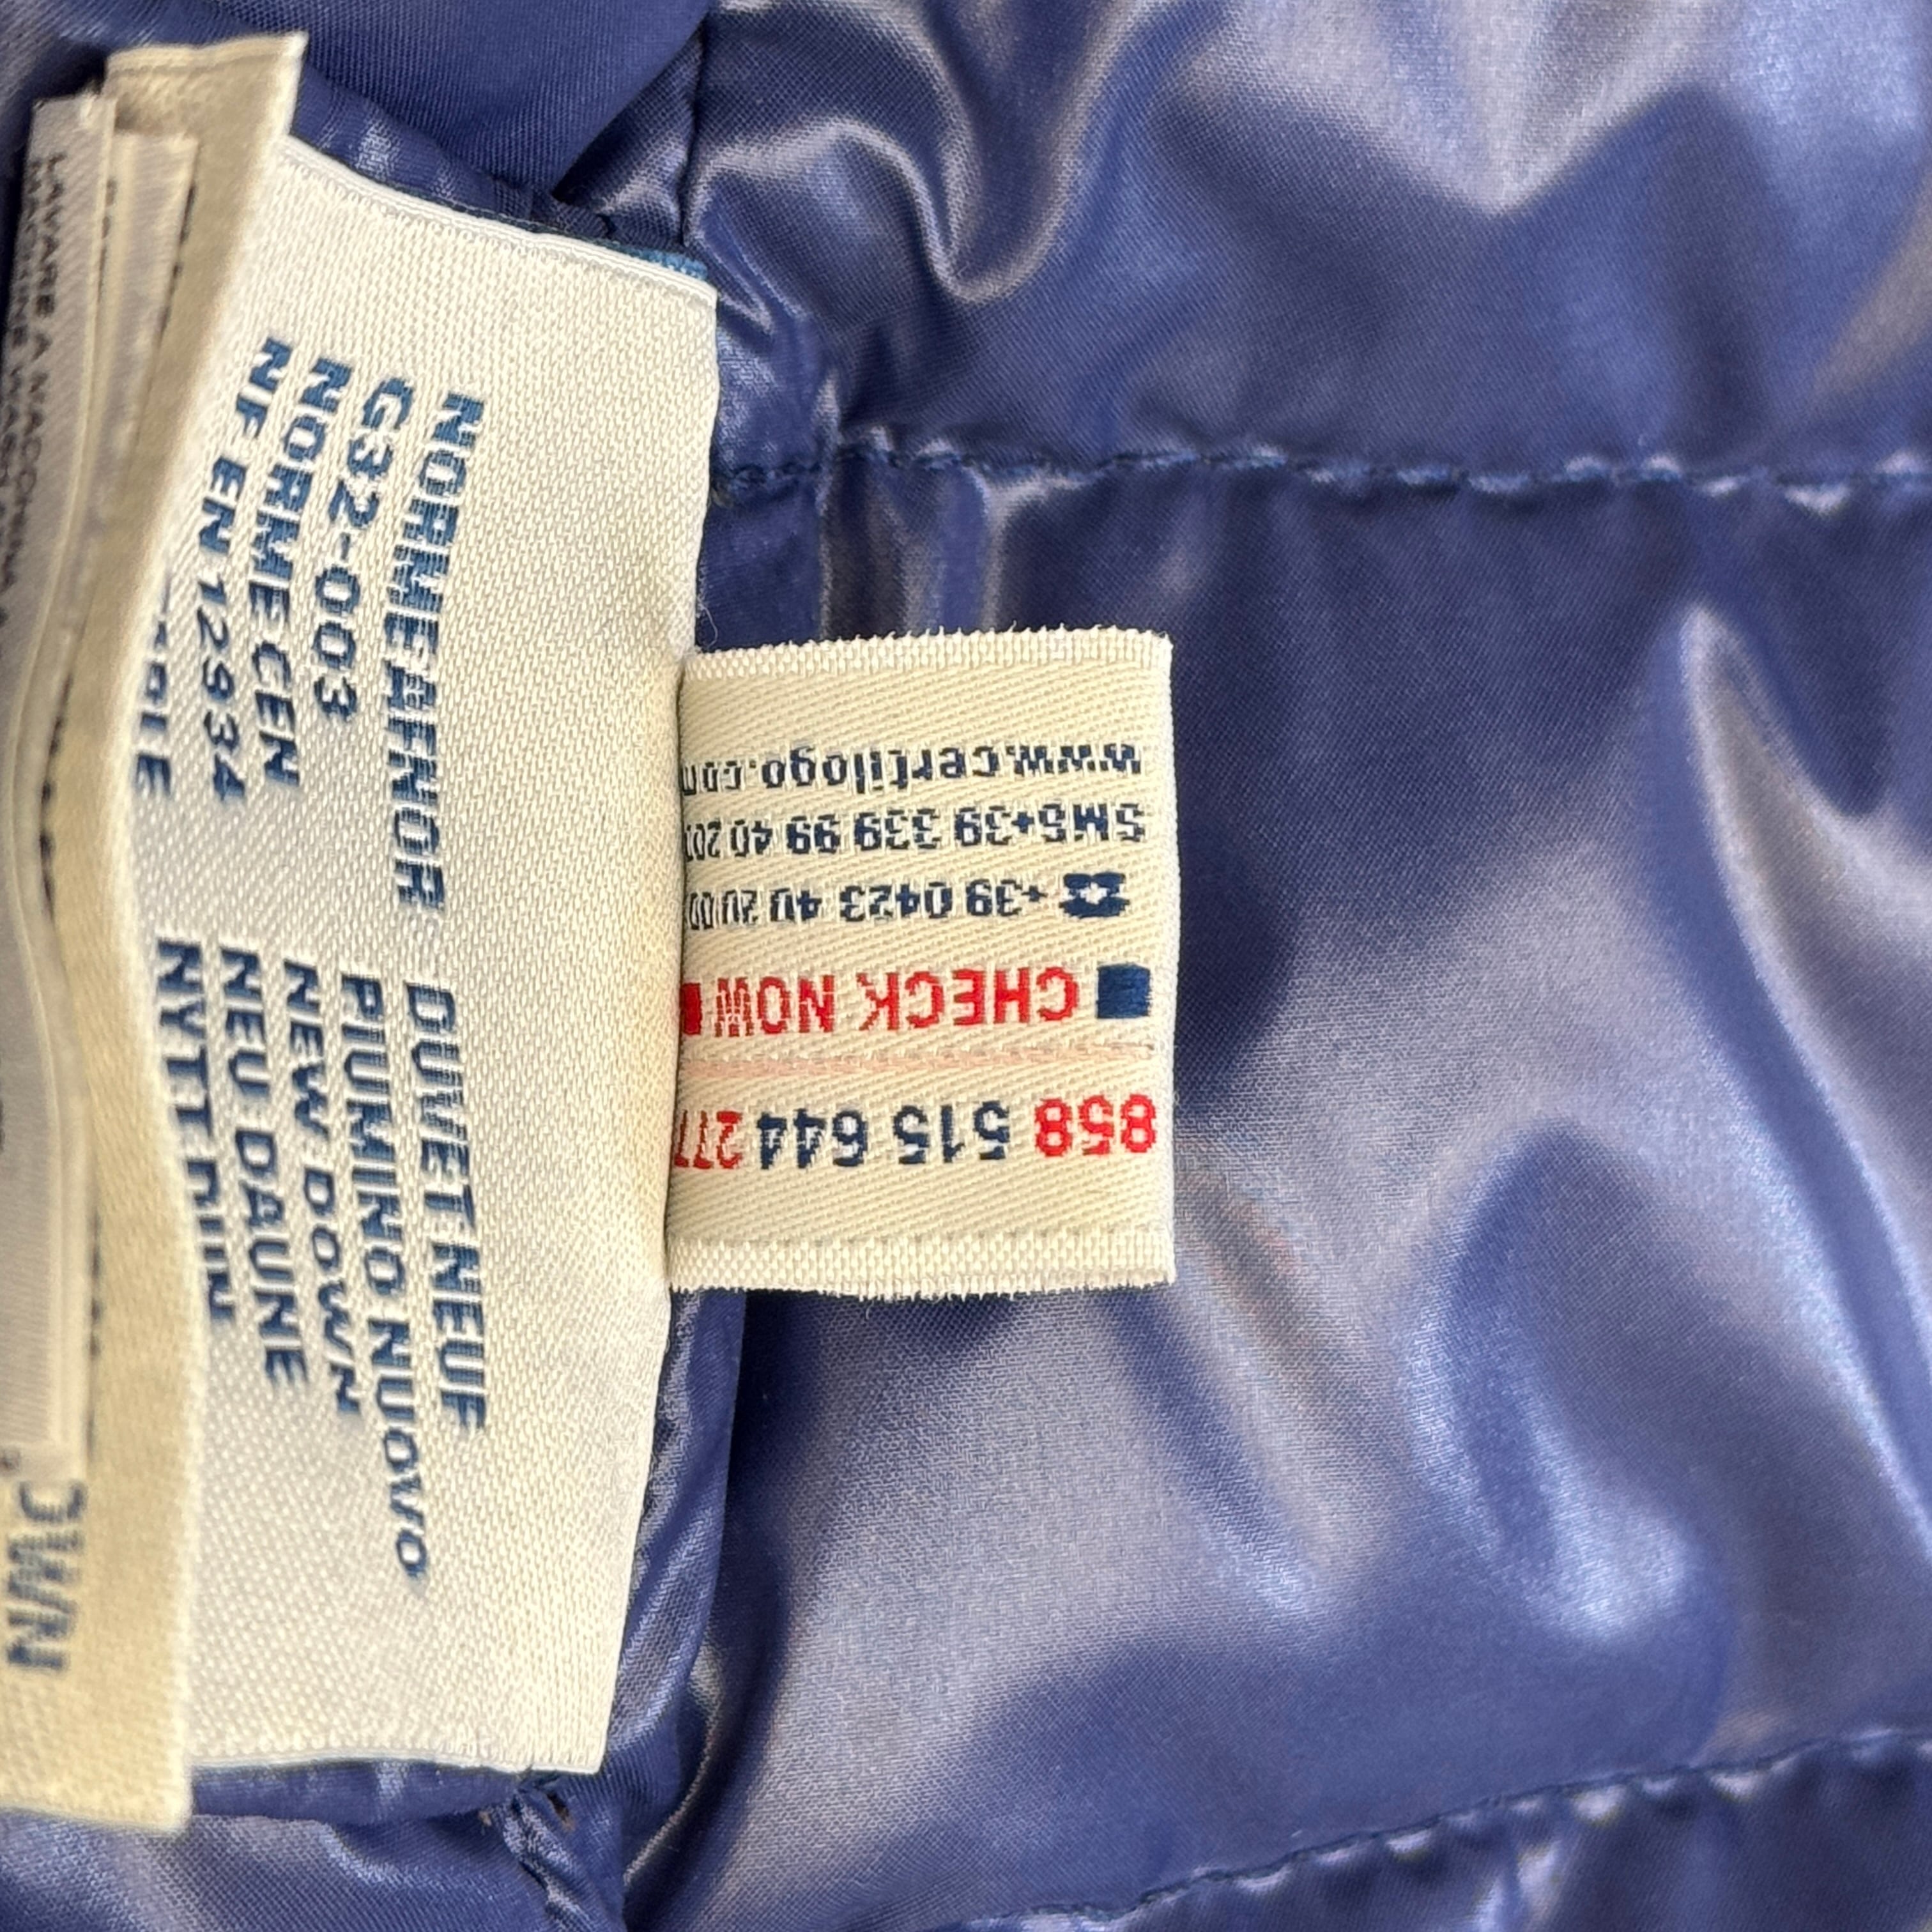 NORME AFNOR
G32-003
NORME CEN
NF EN 12934
DUVET NEUF
PIUMINO NUOVO
NEW DOWN
NEU DAUNE
NYTT DUN
858 515 644 277
CHECK NOW
+39 0423 40 20 00
SMS+39 339 99 40 20
www.certilogo.com
LAVARE A